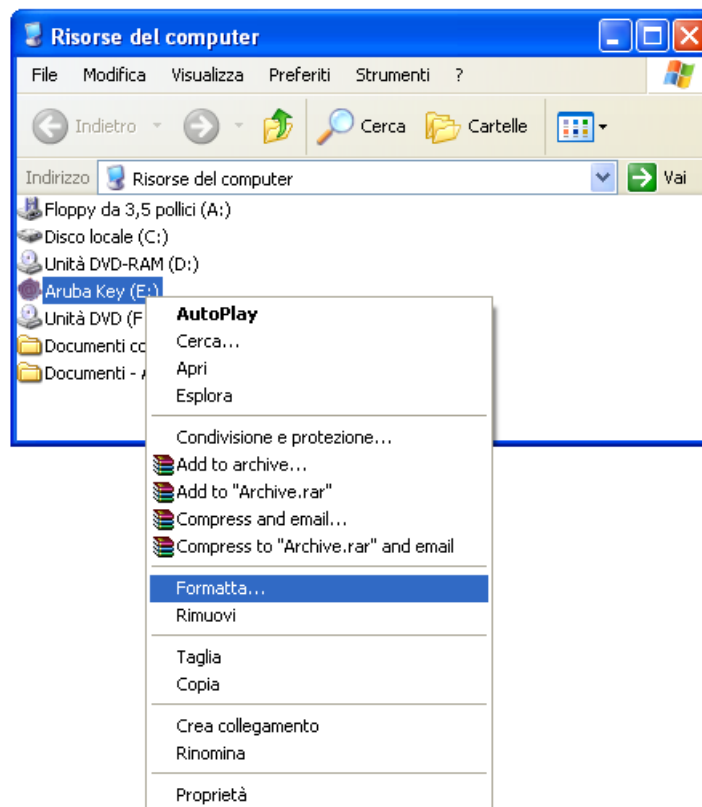 Risorse del computer
File Modifica Visualizza Preferiti Strumenti ?
Indietro Cerca Cartelle
Indirizzo Risorse del computer Vai
Floppy da 3,5 pollici (A:)
Disco locale (C:)
Unità DVD-RAM (D:)
Aruba Key (E:)
Unità DVD (F
Documenti co
Documenti -
AutoPlay
Cerca...
Apri
Esplora
Condivisione e protezione...
Add to archive...
Add to "Archive.rar"
Compress and email...
Compress to "Archive.rar" and email
Formatta...
Rimuovi
Taglia
Copia
Crea collegamento
Rinomina
Proprietà